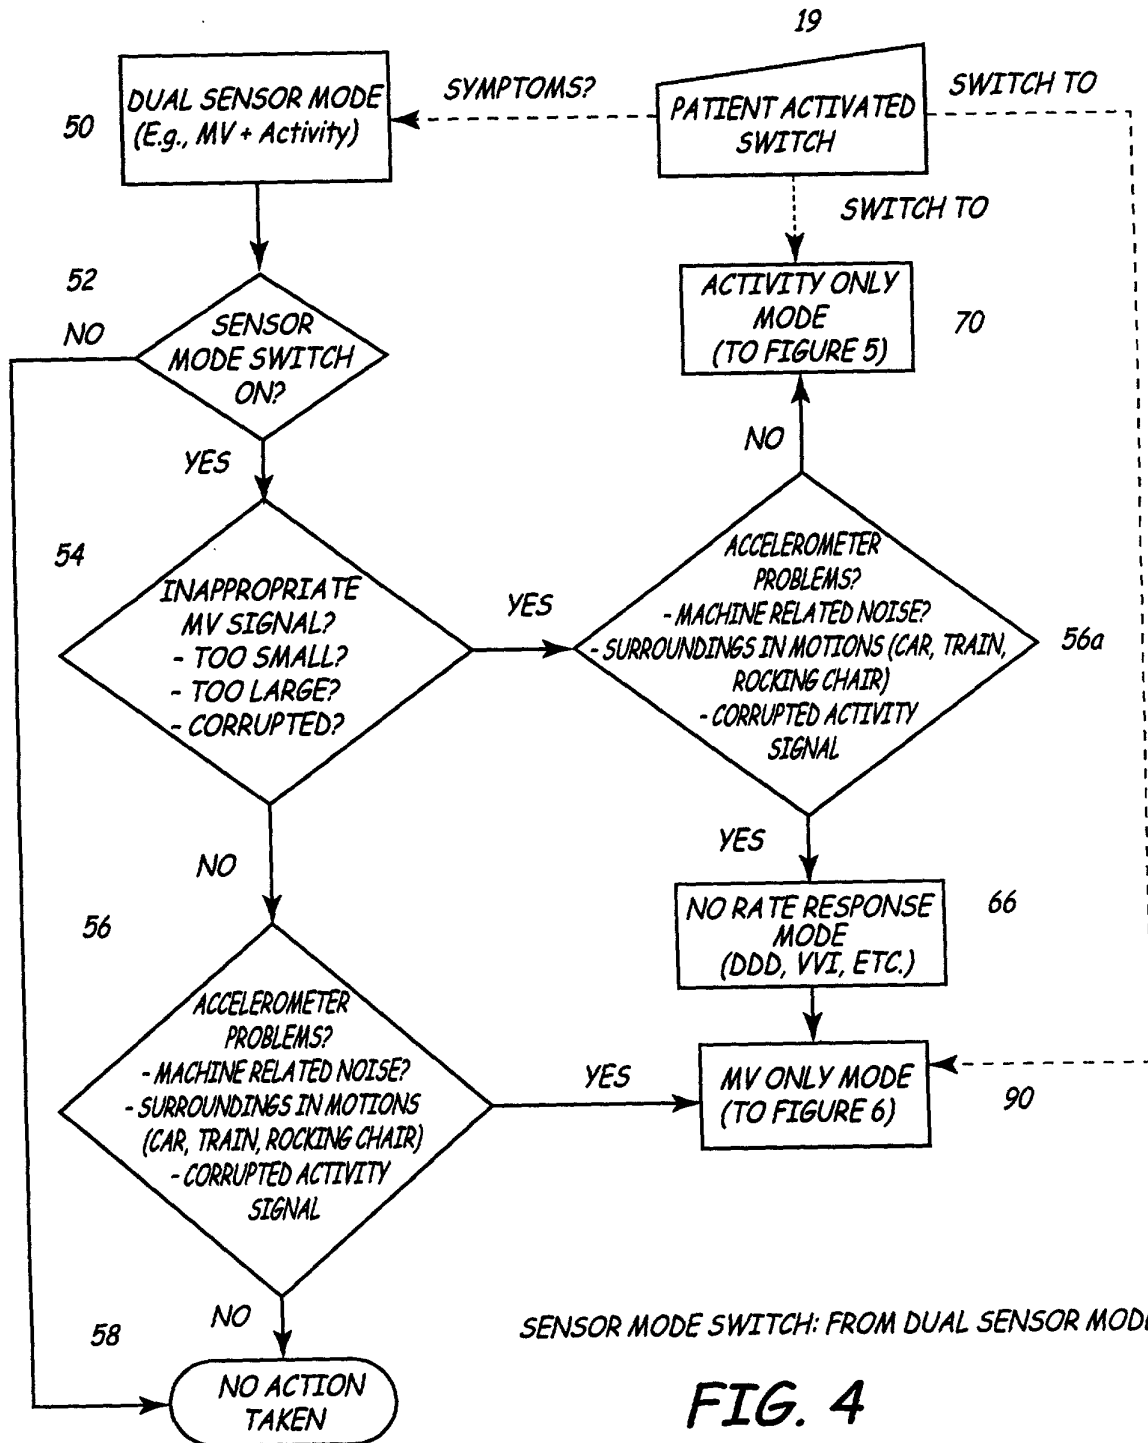 19
DUAL SENSOR MODE
(E.g., MV + Activity)
50
SYMPTOMS?
PATIENT ACTIVATED
SWITCH
SWITCH TO
SWITCH TO
52
NO
SENSOR
MODE SWITCH
ON?
ACTIVITY ONLY
MODE
(TO FIGURE 5)
70
YES
NO
54
INAPPROPRIATE
MV SIGNAL?
- TOO SMALL?
- TOO LARGE?
- CORRUPTED?
YES
ACCELEROMETER
PROBLEMS?
- MACHINE RELATED NOISE?
- SURROUNDINGS IN MOTIONS (CAR, TRAIN,
ROCKING CHAIR)
- CORRUPTED ACTIVITY
SIGNAL
56a
NO
YES
56
NO RATE RESPONSE
MODE
(DDD, VVI, ETC.)
66
ACCELEROMETER
PROBLEMS?
- MACHINE RELATED NOISE?
- SURROUNDINGS IN MOTIONS
(CAR, TRAIN, ROCKING CHAIR)
- CORRUPTED ACTIVITY
SIGNAL
YES
MV ONLY MODE
(TO FIGURE 6)
90
NO
58
NO ACTION
TAKEN
SENSOR MODE SWITCH: FROM DUAL SENSOR MODE
FIG. 4